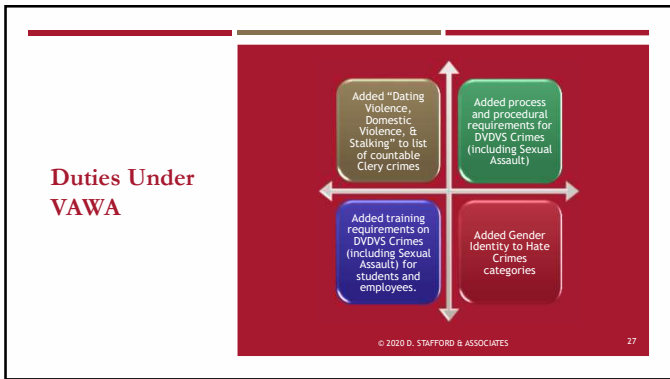 Duties Under
VAWA
Added “Dating
Violence,
Domestic
Violence, &
Stalking” to list
of countable
Clery crimes
Added process
and procedural
requirements for
DVDVS Crimes
(including Sexual
Assault)
Added training
requirements on
DVDVS Crimes
(including Sexual
Assault) for
students and
employees.
Added Gender
Identity to Hate
Crimes
categories
© 2020 D. STAFFORD & ASSOCIATES
27